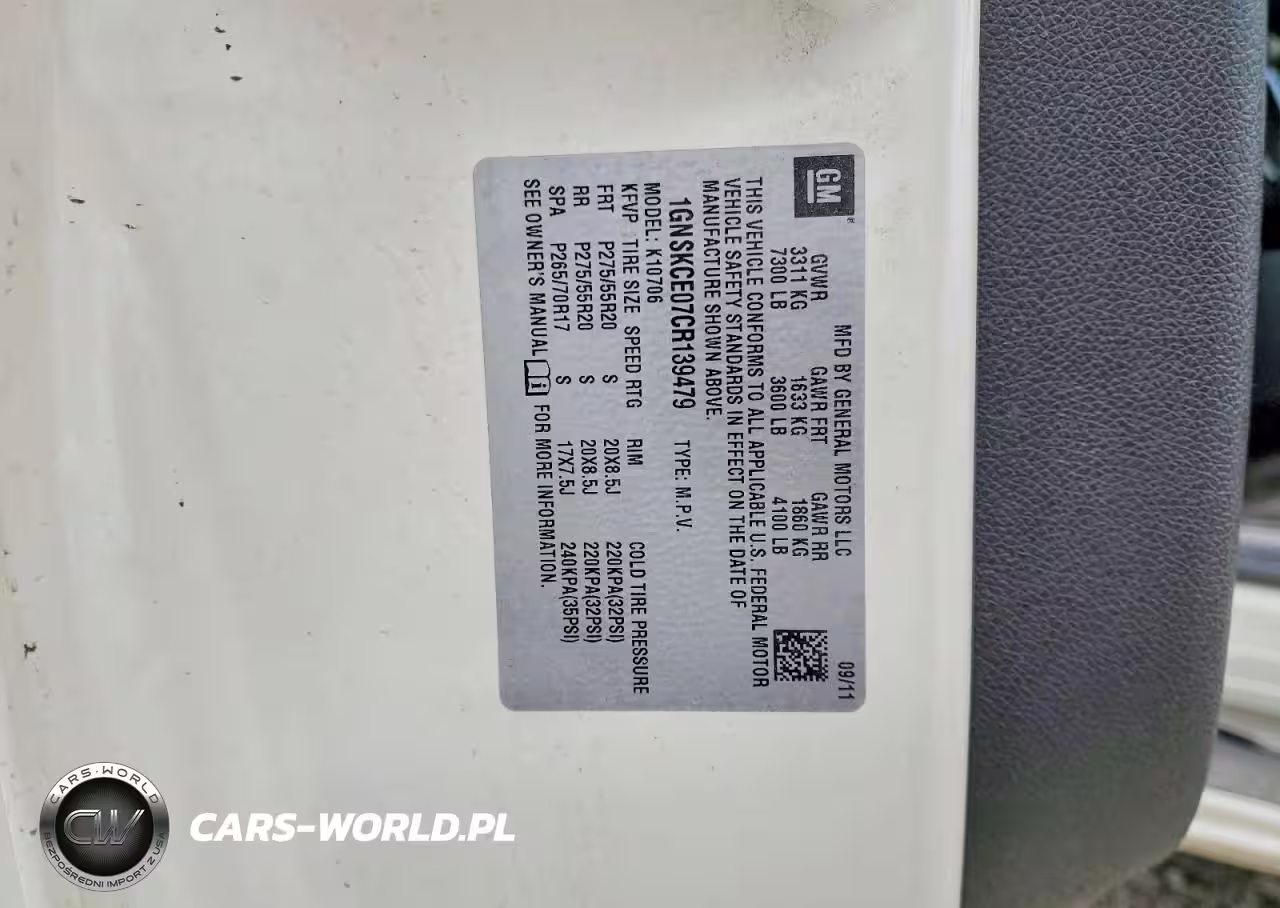 GM
®
MFD BY GENERAL MOTORS LLC 09/11
GVWR GAWR FRT GAWR RR
3311 KG 1633 KG 1860 KG
7300 LB 3600 LB 4100 LB
THIS VEHICLE CONFORMS TO ALL APPLICABLE U.S. FEDERAL MOTOR
VEHICLE SAFETY STANDARDS IN EFFECT ON THE DATE OF
MANUFACTURE SHOWN ABOVE.
1GNSKCE07CR139479 TYPE: M.P.V.
MODEL: K10706
KFVP TIRE SIZE SPEED RTG RIM COLD TIRE PRESSURE
FRT P275/55R20 S 20X8.5J 220KPA(32PSI)
RR P275/55R20 S 20X8.5J 220KPA(32PSI)
SPA P265/70R17 S 17X7.5J 240KPA(35PSI)
SEE OWNER'S MANUAL i FOR MORE INFORMATION.
CARS-WORLD
CW
BEZPOŚREDNI IMPORT Z USA
CARS-WORLD.PL